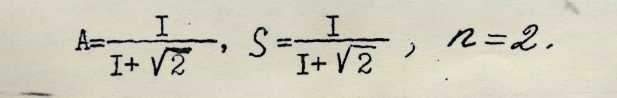 A=I/(I+√2), S=I/(I+√2), n=2.